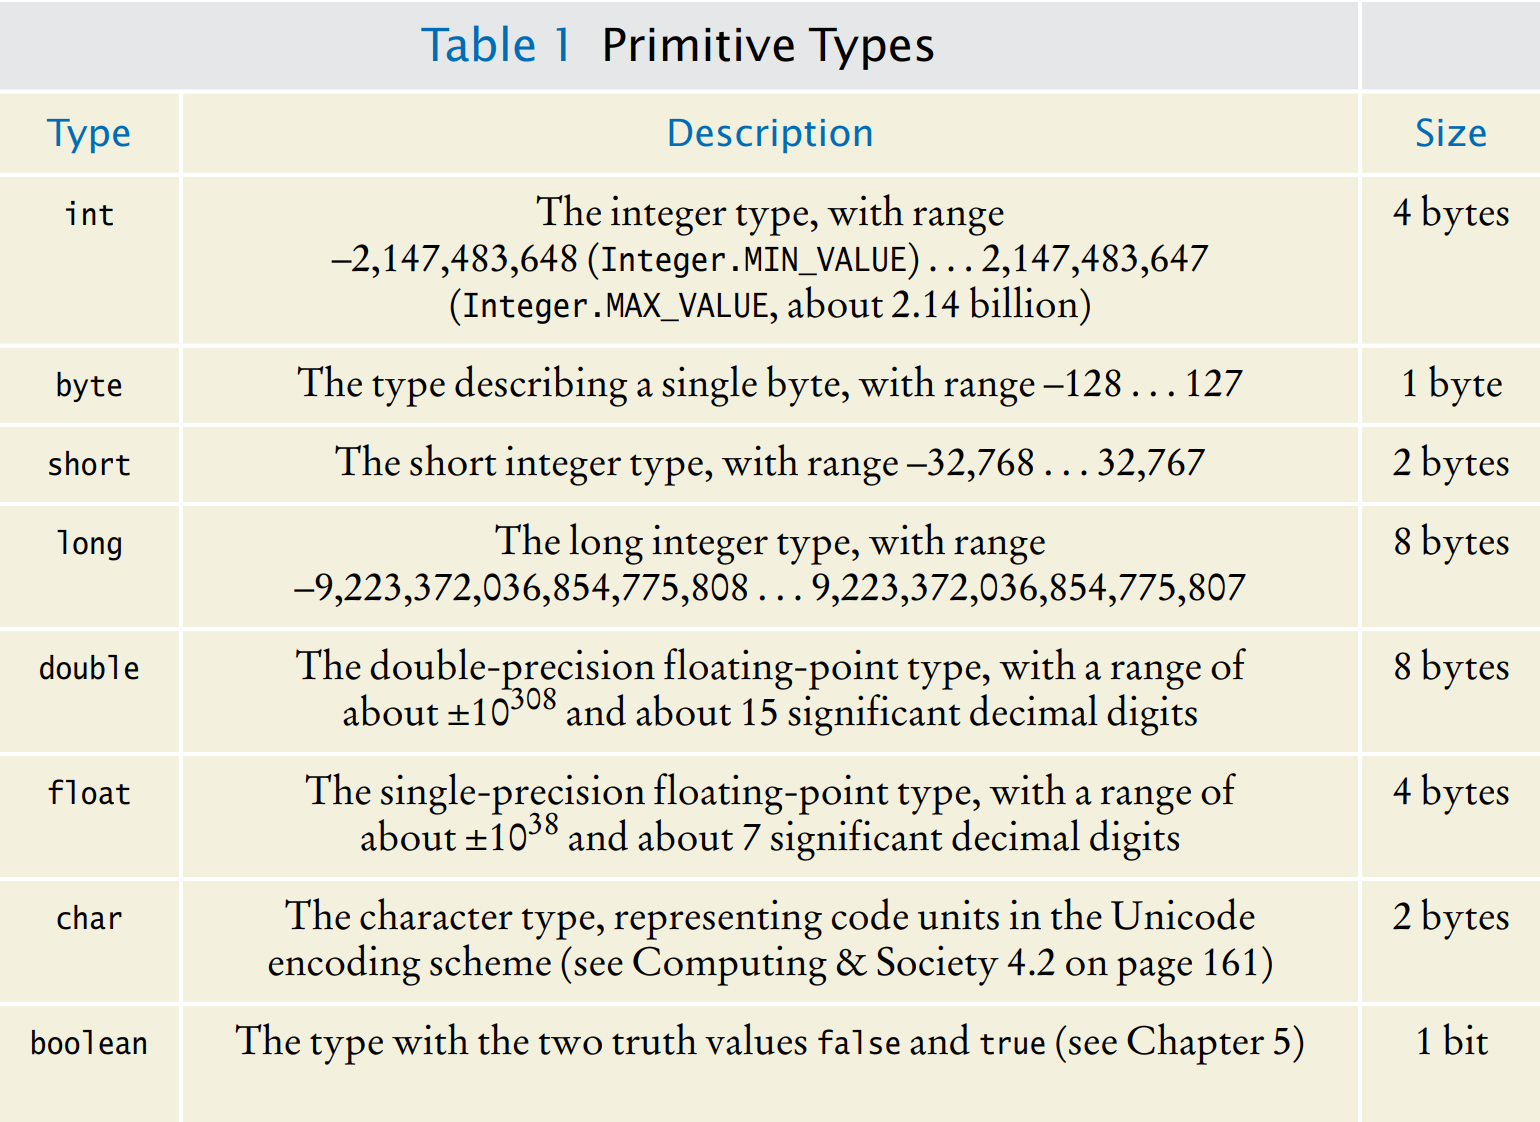 Table 1 Primitive Types
Type Description Size
int The integer type, with range 4 bytes
–2,147,483,648 (Integer.MIN_VALUE) . . . 2,147,483,647
(Integer.MAX_VALUE, about 2.14 billion)
byte The type describing a single byte, with range –128 . . . 127 1 byte
short The short integer type, with range –32,768 . . . 32,767 2 bytes
long The long integer type, with range 8 bytes
–9,223,372,036,854,775,808 . . . 9,223,372,036,854,775,807
double The double-precision floating-point type, with a range of 8 bytes
about ±10³⁰⁸ and about 15 significant decimal digits
float The single-precision floating-point type, with a range of 4 bytes
about ±10³⁸ and about 7 significant decimal digits
char The character type, representing code units in the Unicode 2 bytes
encoding scheme (see Computing & Society 4.2 on page 161)
boolean The type with the two truth values false and true (see Chapter 5) 1 bit